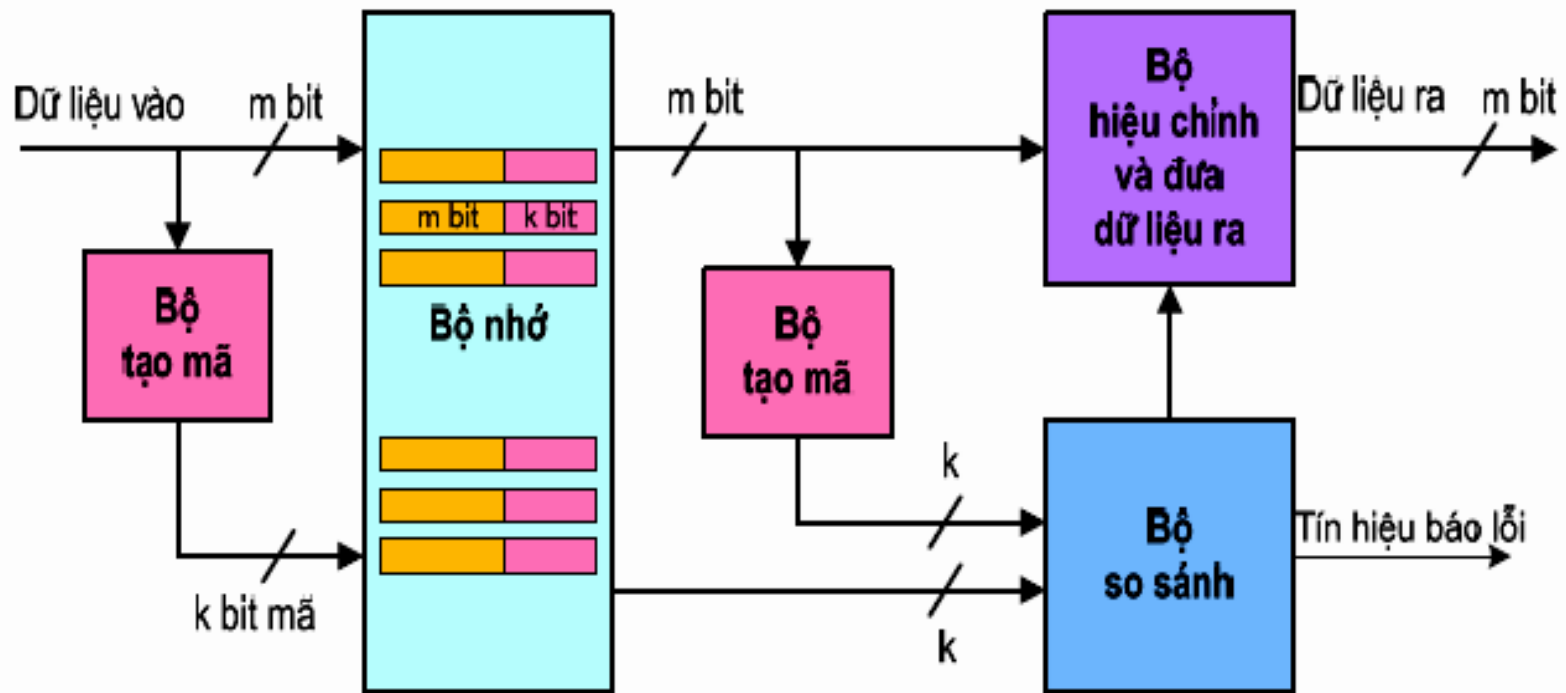 Dữ liệu vào
m bit
Bộ
tạo mã
k bit mã
m bit
k bit
Bộ nhớ
m bit
Bộ
tạo mã
k
k
Bộ
hiệu chỉnh
và đưa
dữ liệu ra
Dữ liệu ra
m bit
Bộ
so sánh
Tín hiệu báo lỗi